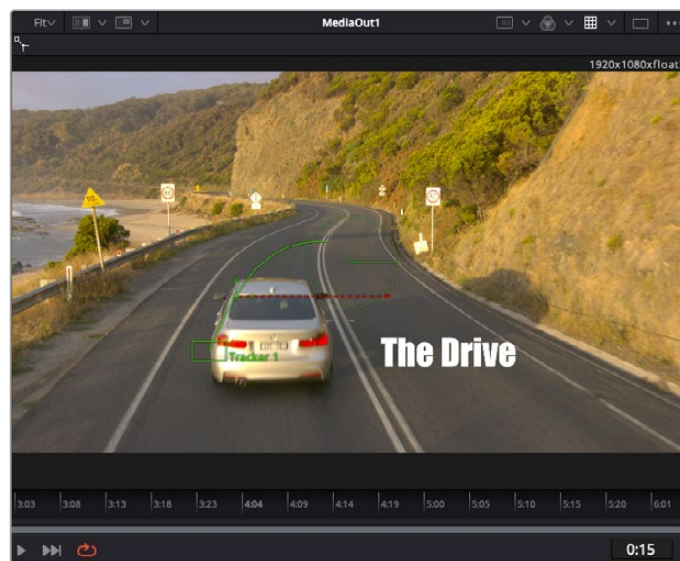 Fit
MediaOut1
1920x1080xfloat
The Drive
Tracker 1
3:03 3:08 3:13 3:18 3:23 4:04 4:09 4:14 4:19 5:00 5:05 5:10 5:15 5:20 6:01
0:15